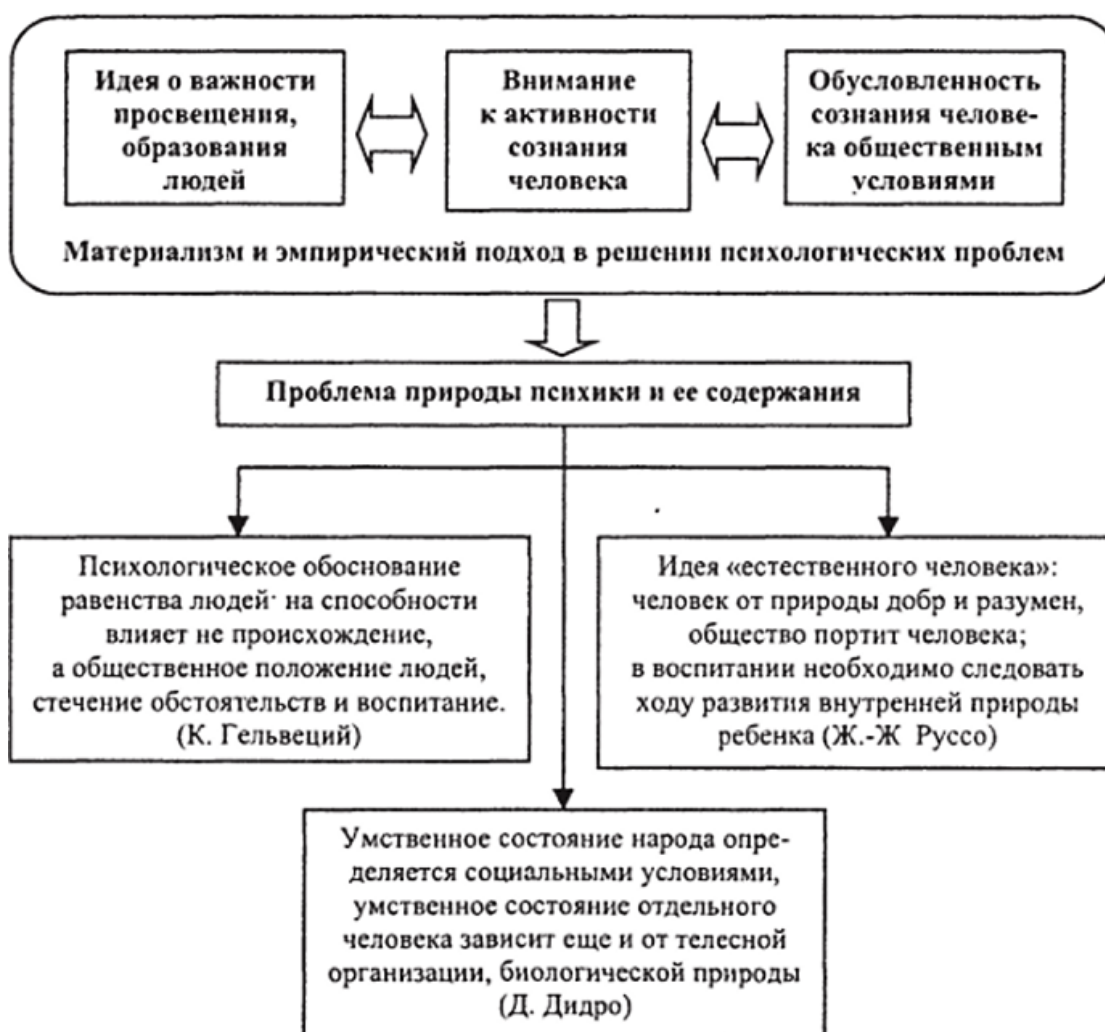 Идея о важности
просвещения,
образования
людей
Внимание
к активности
сознания
человека
Обусловленность
сознания челове-
ка общественным
условиями
Материализм и эмпирический подход в решении психологических проблем
Проблема природы психики и ее содержания
Психологическое обоснование
равенства людей· на способности
влияет не происхождение,
а общественное положение людей,
стечение обстоятельств и воспитание.
(К. Гельвеций)
Идея «естественного человека»:
человек от природы добр и разумен,
общество портит человека;
в воспитании необходимо следовать
ходу развития внутренней природы
ребенка (Ж.-Ж Руссо)
Умственное состояние народа опре-
деляется социальными условиями,
умственное состояние отдельного
человека зависит еще и от телесной
организации, биологической природы
(Д. Дидро)